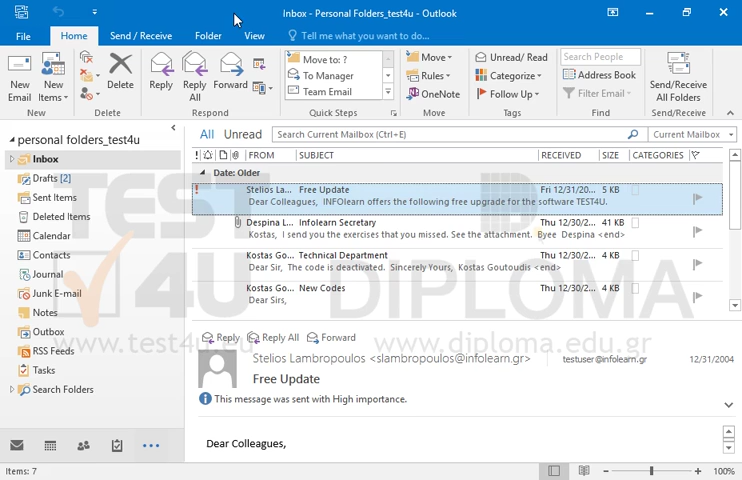 Inbox - Personal Folders_test4u - Outlook
File Home Send / Receive Folder View Tell me what you want to do...
New Email
New Items
Delete
Reply
Reply All
Forward
Move to: ?
To Manager
Team Email
Move
Rules
OneNote
Unread/ Read
Categorize
Follow Up
Search People
Address Book
Filter Email
Send/Receive All Folders
New Delete Respond Quick Steps Move Tags Find Send/Receive
personal folders_test4u
Inbox
Drafts [2]
Sent Items
Deleted Items
Calendar
Contacts
Journal
Junk E-mail
Notes
Outbox
RSS Feeds
Tasks
Search Folders
All Unread Search Current Mailbox (Ctrl+E) Current Mailbox
FROM SUBJECT RECEIVED SIZE CATEGORIES
Date: Older
Stelios La... Free Update Fri 12/31/20... 5 KB
Dear Colleagues, INFOlearn offers the following free upgrade for the software TEST4U.
Despina L... Infolearn Secretary Thu 12/30/2... 41 KB
Kostas, I send you the exercises that you missed. See the attachment. Byee Despina <end>
Kostas Go... Technical Department Thu 12/30/2... 4 KB
Dear Sir, The code is deactivated. Sincerely Yours, Kostas Goutoudis <end>
Kostas Go... New Codes Thu 12/30/2... 4 KB
Dear Sirs,
Reply Reply All Forward
Stelios Lambropoulos <slambropoulos@infolearn.gr> testuser@infolearn.gr 12/31/2004
Free Update
This message was sent with High importance.
Dear Colleagues,
Items: 7 100%
TEST 4U
ID DIPLOMA
www.test4u.eu www.diploma.edu.gr